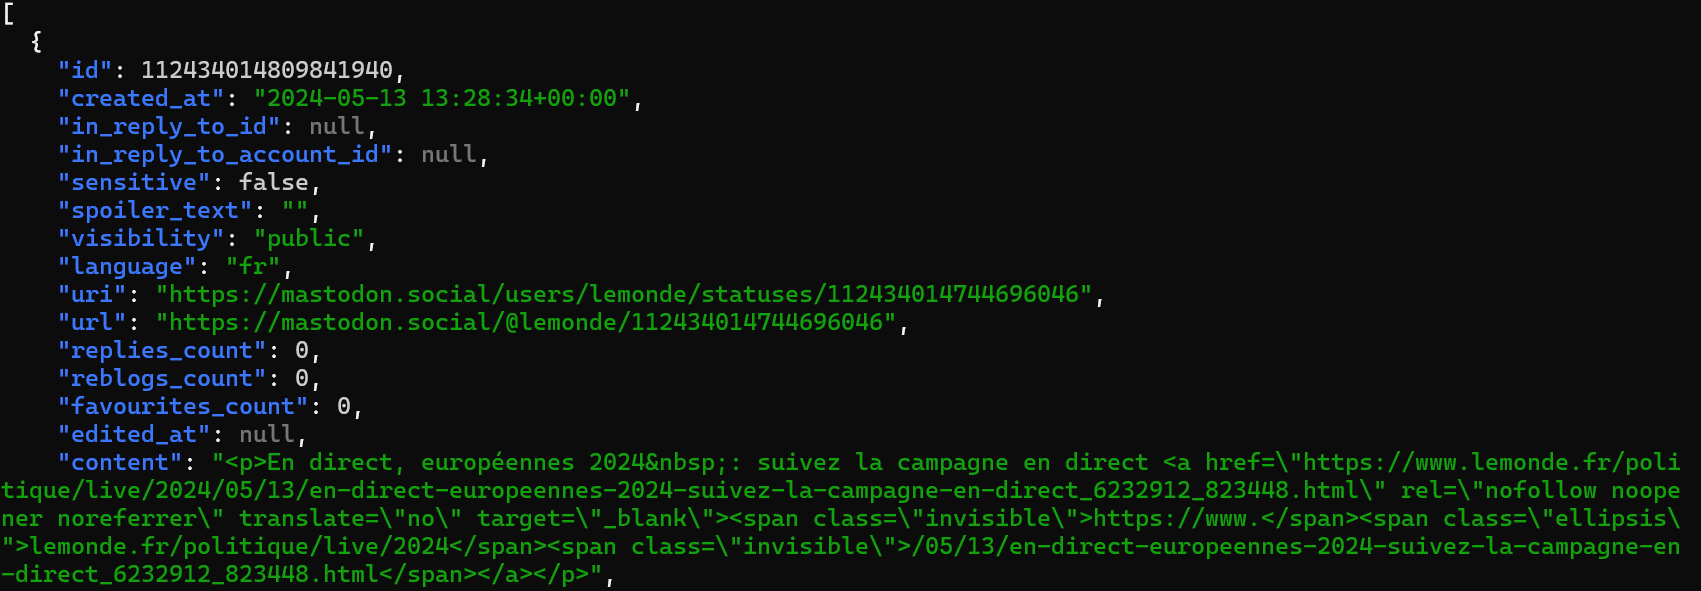 [
  {
    "id": 112434014809841940,
    "created_at": "2024-05-13 13:28:34+00:00",
    "in_reply_to_id": null,
    "in_reply_to_account_id": null,
    "sensitive": false,
    "spoiler_text": "",
    "visibility": "public",
    "language": "fr",
    "uri": "https://mastodon.social/users/lemonde/statuses/112434014744696046",
    "url": "https://mastodon.social/@lemonde/112434014744696046",
    "replies_count": 0,
    "reblogs_count": 0,
    "favourites_count": 0,
    "edited_at": null,
    "content": "<p>En direct, européennes 2024&nbsp;: suivez la campagne en direct <a href=\"https://www.lemonde.fr/poli
tique/live/2024/05/13/en-direct-europeennes-2024-suivez-la-campagne-en-direct_6232912_823448.html\" rel=\"nofollow noope
ner noreferrer\" translate=\"no\" target=\"_blank\"><span class=\"invisible\">https://www.</span><span class=\"ellipsis\
">lemonde.fr/politique/live/2024</span><span class=\"invisible\">/05/13/en-direct-europeennes-2024-suivez-la-campagne-en
-direct_6232912_823448.html</span></a></p>",